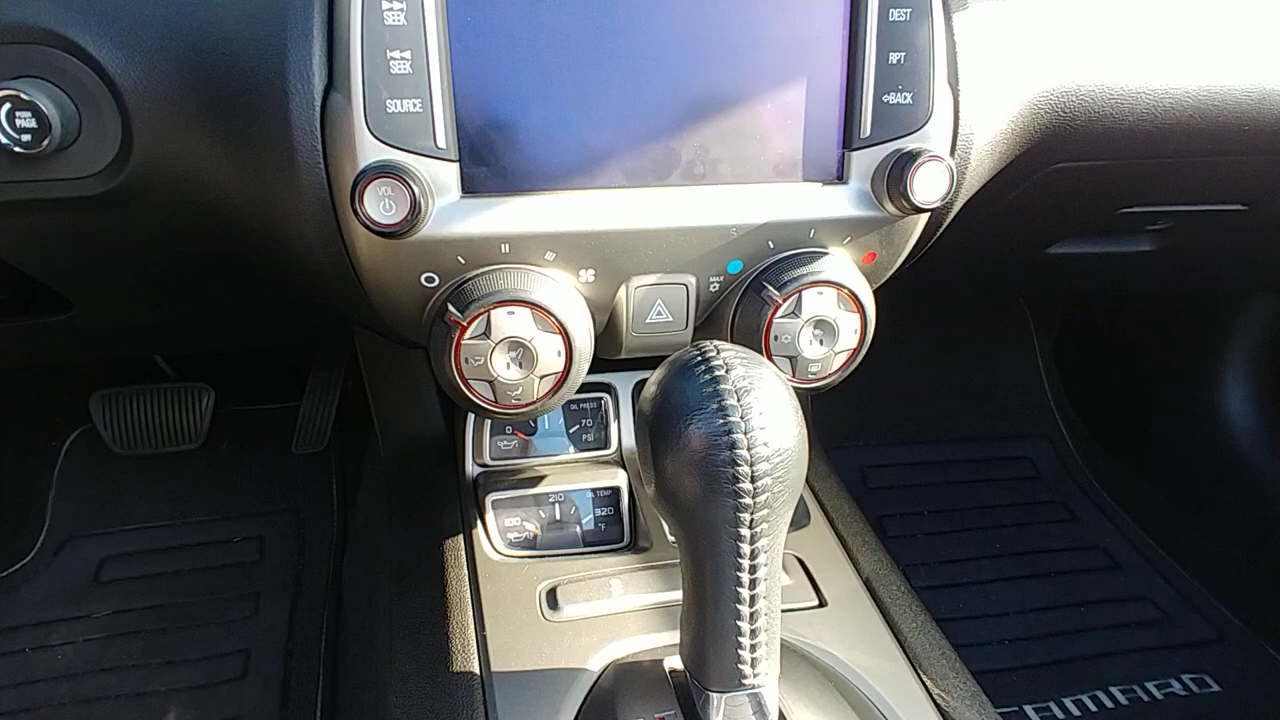 SEEK
SEEK
SOURCE
DEST
RPT
BACK
PUSH
PAGE
OFF
VOL
MAX
OIL PRESS
0
70
PSI
OIL TEMP
100
210
320
°F
CAMARO